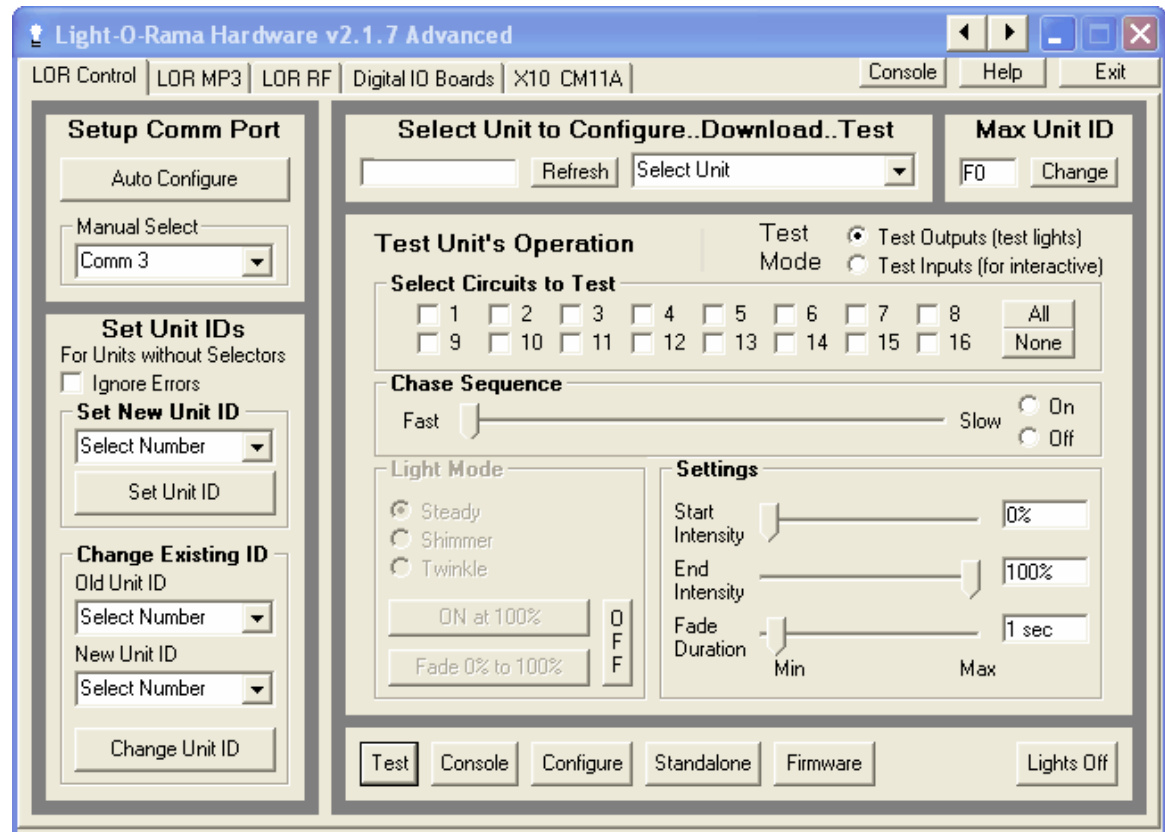 Light-O-Rama Hardware v2.1.7 Advanced
LOR Control LOR MP3 LOR RF Digital IO Boards X10 CM11A Console Help Exit
Setup Comm Port
Auto Configure
Manual Select
Comm 3
Set Unit IDs
For Units without Selectors
Ignore Errors
Set New Unit ID
Select Number
Set Unit ID
Change Existing ID
Old Unit ID
Select Number
New Unit ID
Select Number
Change Unit ID
Select Unit to Configure..Download..Test
Refresh Select Unit
Max Unit ID
F0 Change
Test Unit's Operation
Test Mode
Test Outputs (test lights)
Test Inputs (for interactive)
Select Circuits to Test
1 2 3 4 5 6 7 8 All
9 10 11 12 13 14 15 16 None
Chase Sequence
Fast Slow On
Off
Light Mode
Steady
Shimmer
Twinkle
ON at 100%
Fade 0% to 100%
OFF
Settings
Start Intensity 0%
End Intensity 100%
Fade Duration 1 sec
Min Max
Test Console Configure Standalone Firmware Lights Off